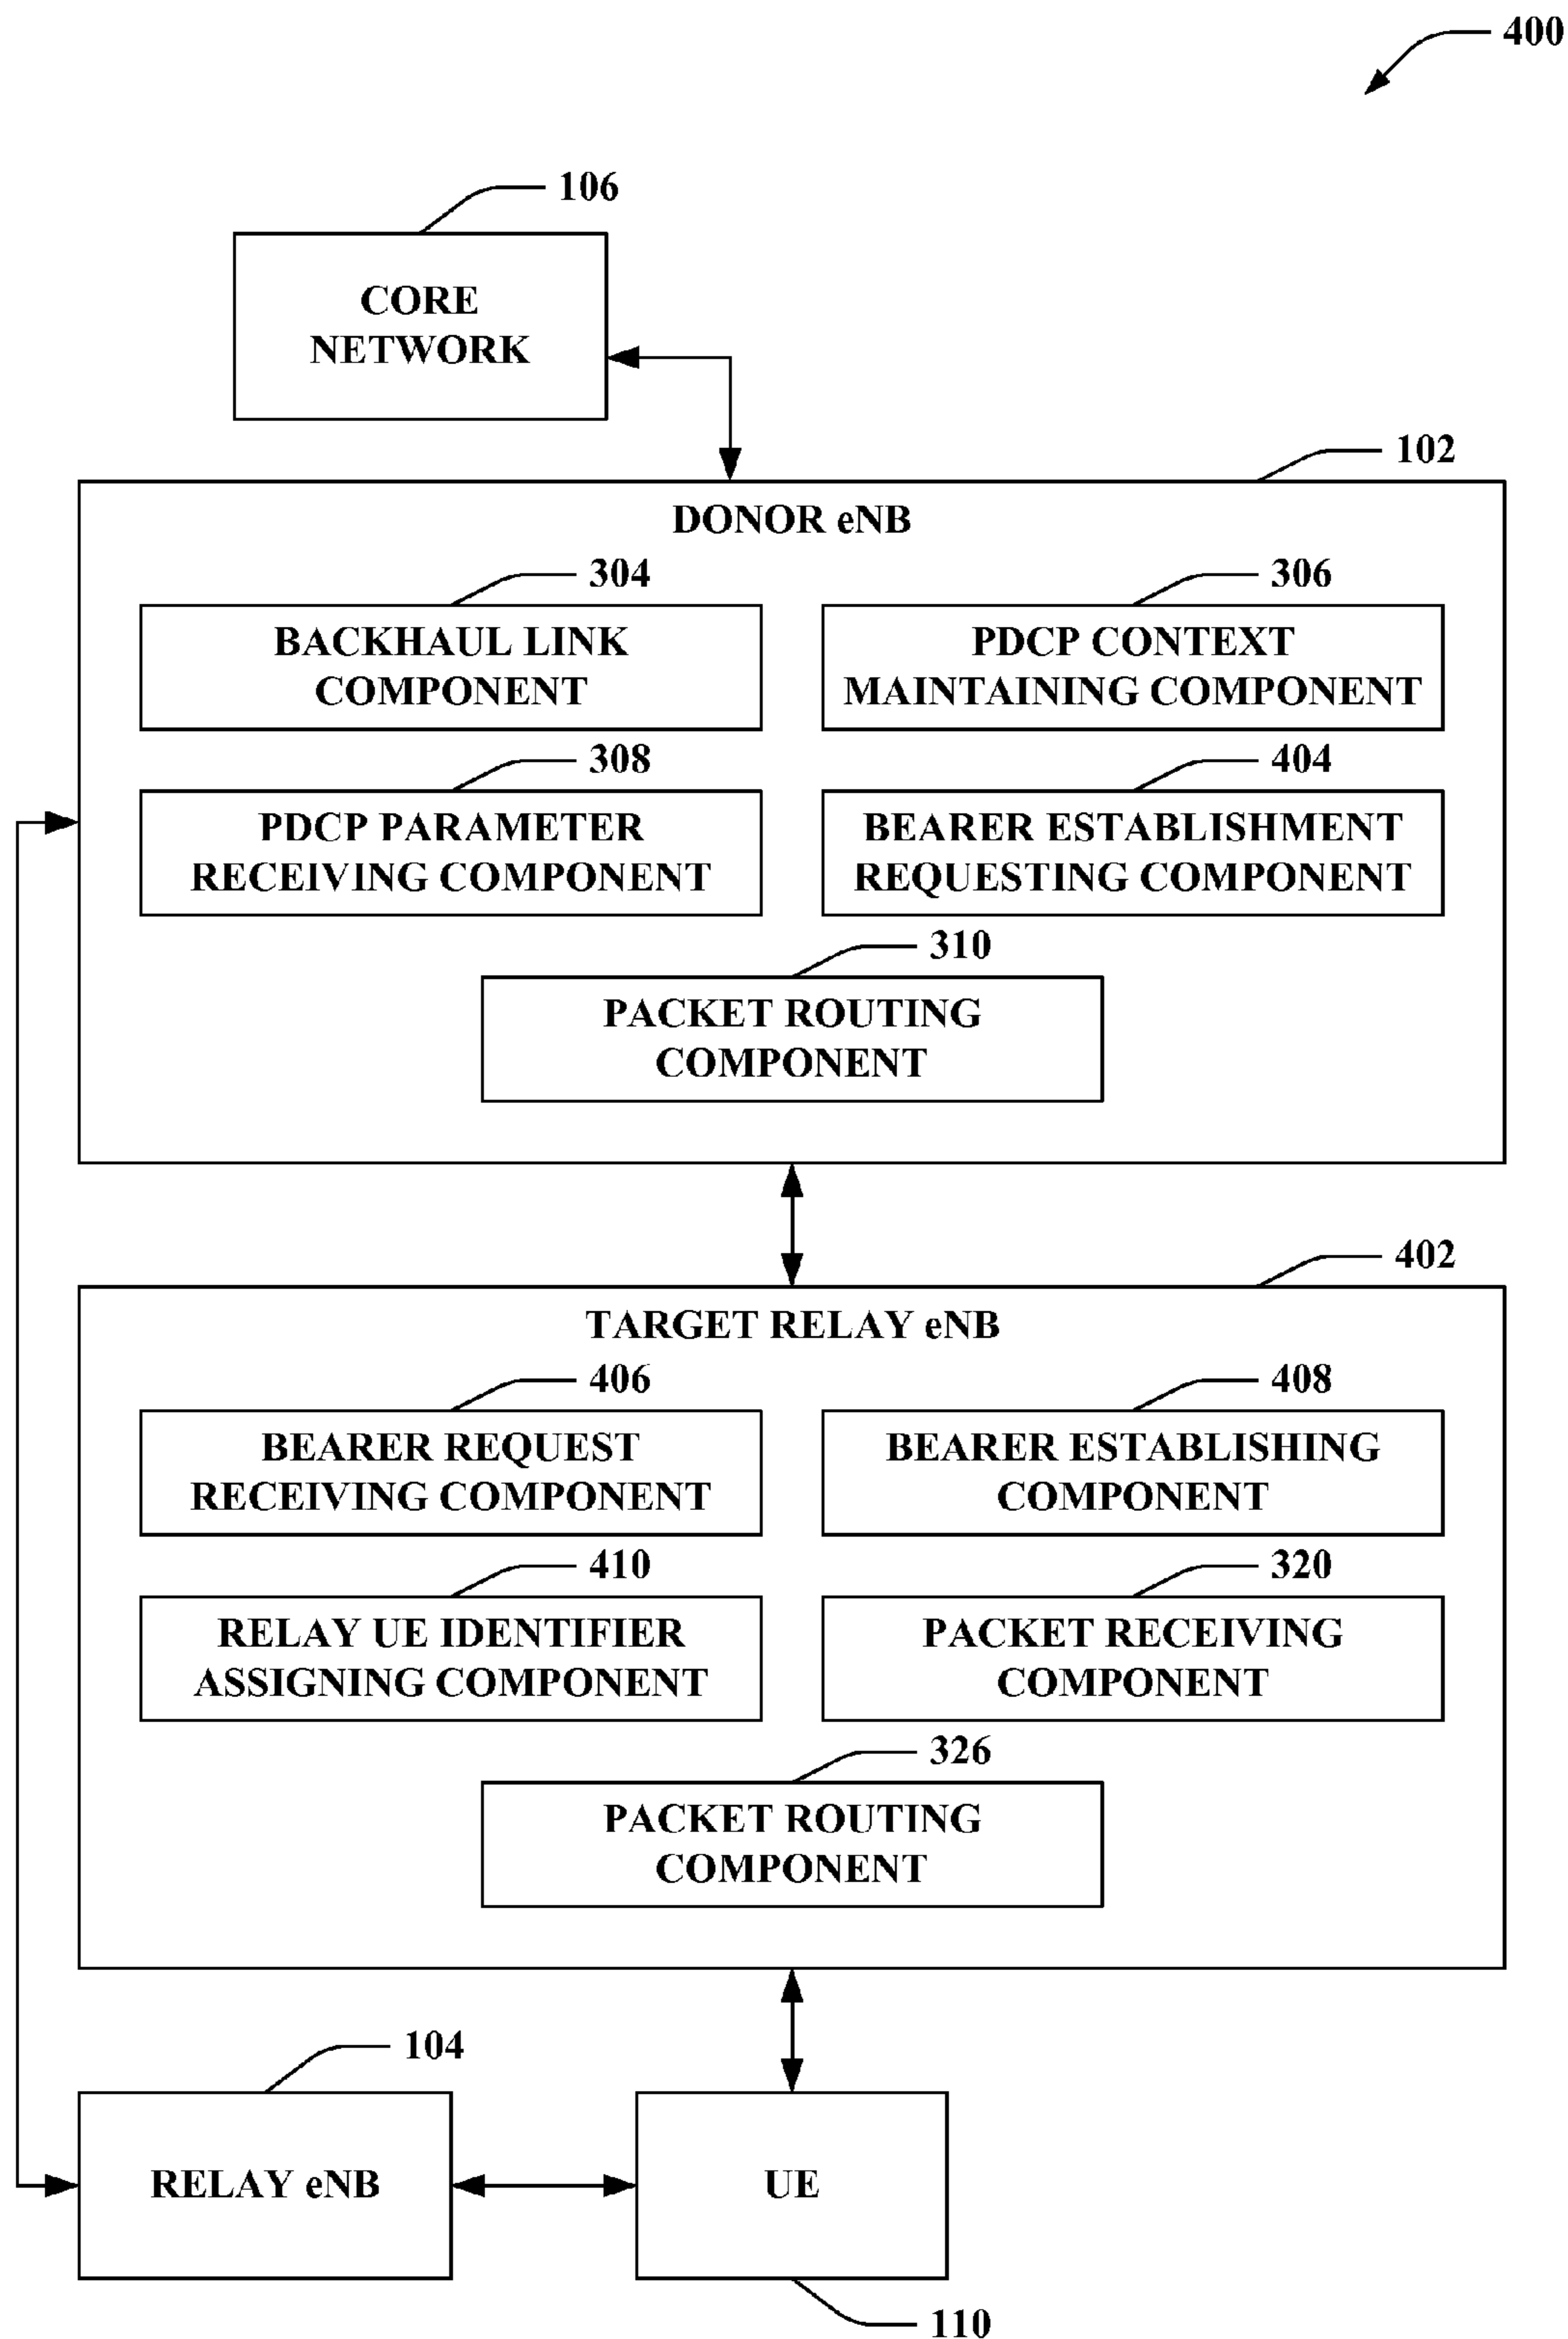 400
106
CORE
NETWORK
102
DONOR eNB
304
306
BACKHAUL LINK
COMPONENT
PDCP CONTEXT
MAINTAINING COMPONENT
308
404
PDCP PARAMETER
RECEIVING COMPONENT
BEARER ESTABLISHMENT
REQUESTING COMPONENT
310
PACKET ROUTING
COMPONENT
402
TARGET RELAY eNB
406
408
BEARER REQUEST
RECEIVING COMPONENT
BEARER ESTABLISHING
COMPONENT
410
320
RELAY UE IDENTIFIER
ASSIGNING COMPONENT
PACKET RECEIVING
COMPONENT
326
PACKET ROUTING
COMPONENT
104
RELAY eNB
UE
110